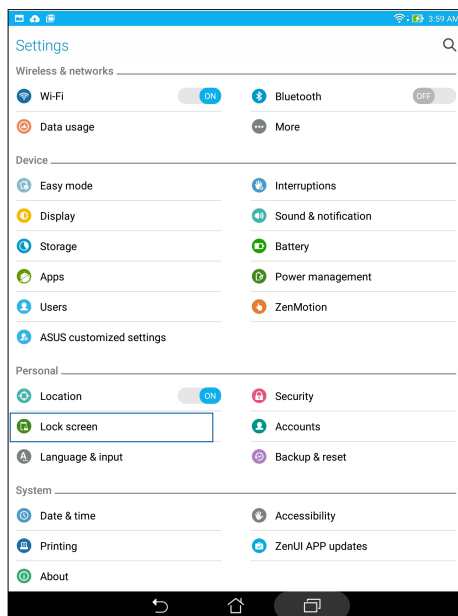 3:59 AM
Settings
Wireless & networks
Wi-Fi ON Bluetooth OFF
Data usage More
Device
Easy mode Interruptions
Display Sound & notification
Storage Battery
Apps Power management
Users ZenMotion
ASUS customized settings
Personal
Location ON Security
Lock screen Accounts
A Language & input Backup & reset
System
Date & time Accessibility
Printing ZenUI APP updates
About